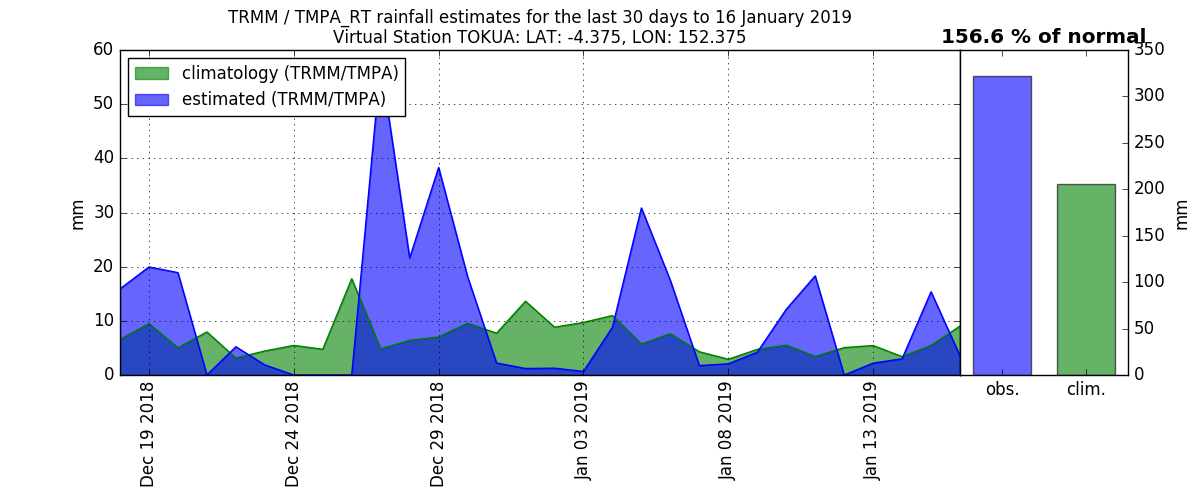 TRMM / TMPA_RT rainfall estimates for the last 30 days to 16 January 2019
Virtual Station TOKUA: LAT: -4.375, LON: 152.375
156.6 % of normal
climatology (TRMM/TMPA)
estimated (TRMM/TMPA)
60
50
40
30
20
10
0
mm
Dec 19 2018
Dec 24 2018
Dec 29 2018
Jan 03 2019
Jan 08 2019
Jan 13 2019
obs.
clim.
350
300
250
200
150
100
50
0
mm